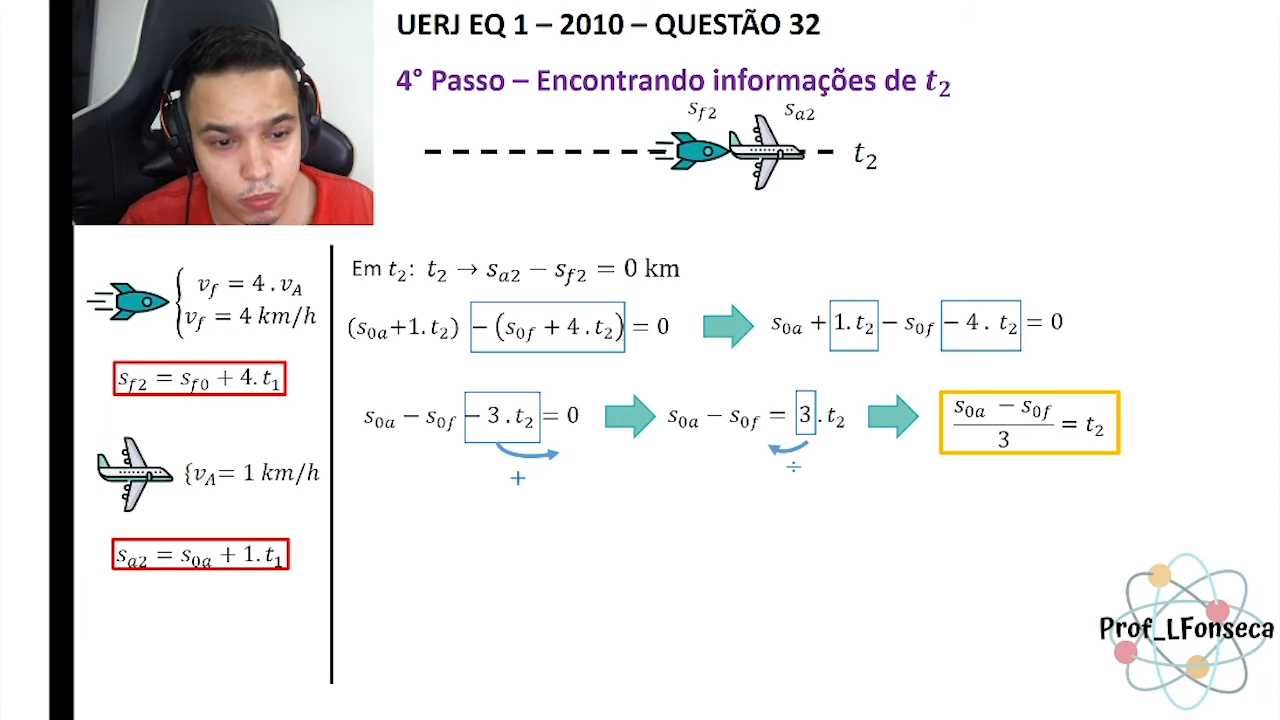 UERJ EQ 1 – 2010 – QUESTÃO 32
4° Passo – Encontrando informações de t₂
s_f2 s_a2
t₂
v_f = 4 . v_A
v_f = 4 km/h
s_f2 = s_f0 + 4. t₁
{v_A = 1 km/h
s_a2 = s_0a + 1. t₁
Em t₂: t₂ → s_a2 − s_f2 = 0 km
(s_0a+1. t₂) − (s_0f + 4 . t₂) = 0
s_0a + 1. t₂ − s_0f − 4 . t₂ = 0
s_0a − s_0f − 3 . t₂ = 0
+
s_0a − s_0f = 3 . t₂
÷
s_0a − s_0f
3
= t₂
Prof_LFonseca